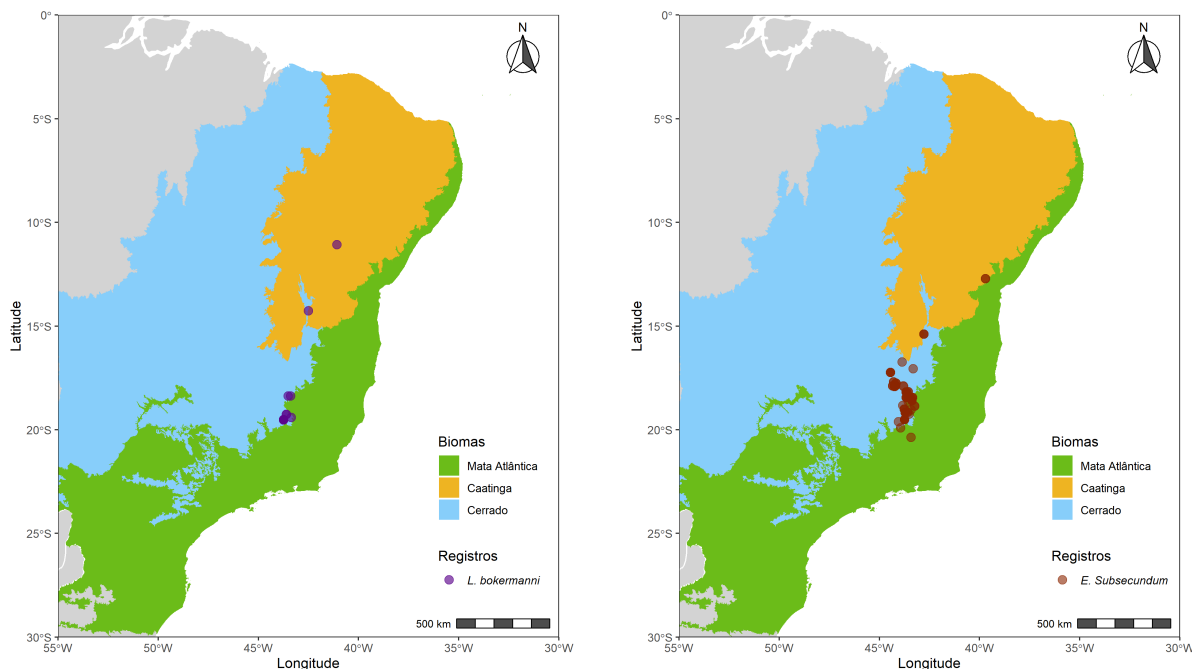 N
0°
5°S
10°S
15°S
20°S
25°S
30°S
Latitude
55°W 50°W 45°W 40°W 35°W 30°W
Longitude
Biomas
Mata Atlântica
Caatinga
Cerrado
Registros
L. bokermanni
500 km
N
0°
5°S
10°S
15°S
20°S
25°S
30°S
Latitude
55°W 50°W 45°W 40°W 35°W 30°W
Longitude
Biomas
Mata Atlântica
Caatinga
Cerrado
Registros
E. Subsecundum
500 km